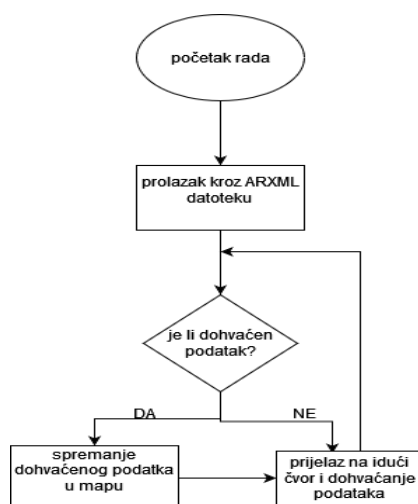 početak rada
prolazak kroz ARXML
datoteku
je li dohvaćen
podatak?
DA
NE
spremanje
dohvaćenog podatka
u mapu
prijelaz na idući
čvor i dohvaćanje
podataka